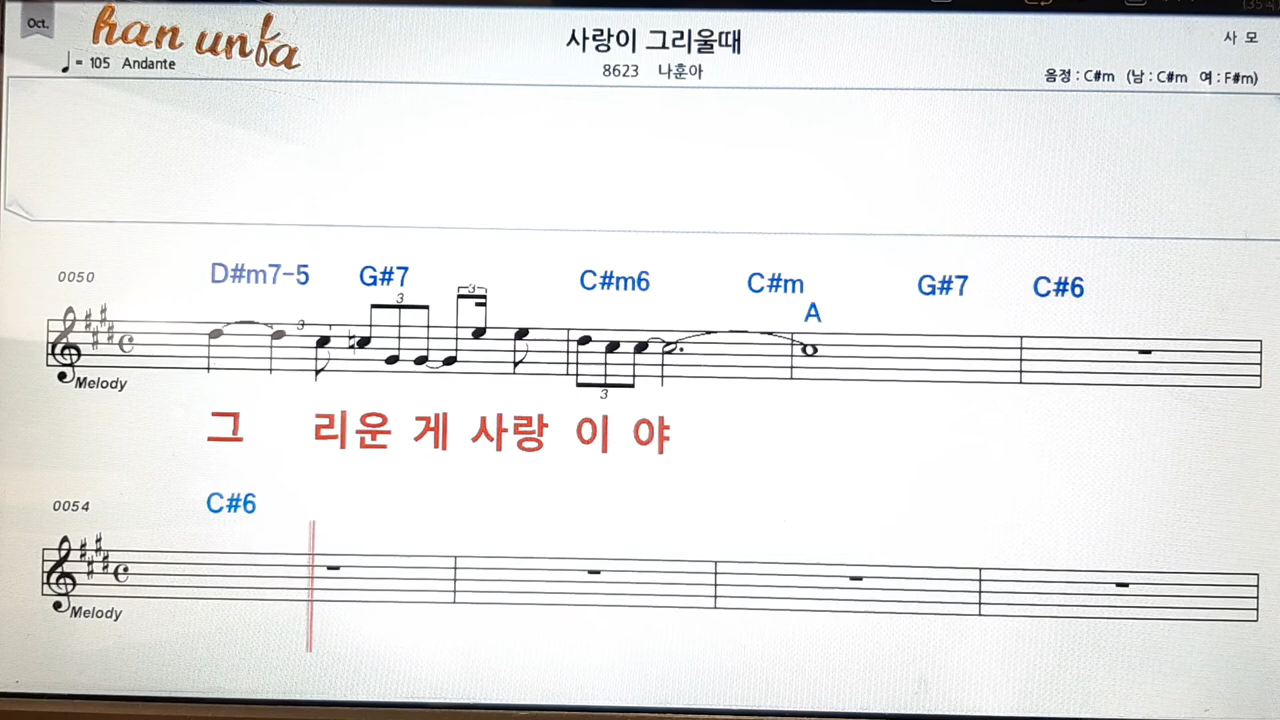 Oct.
han unfa
사랑이 그리울때
사 모
♩= 105 Andante
8623 나훈아
음정 : C#m (남 : C#m 여 : F#m)
0050
D#m7-5 G#7 C#m6 C#m G#7 C#6
A
3 3 3 3
Melody
그 리운 게 사랑 이 야
0054
C#6
Melody